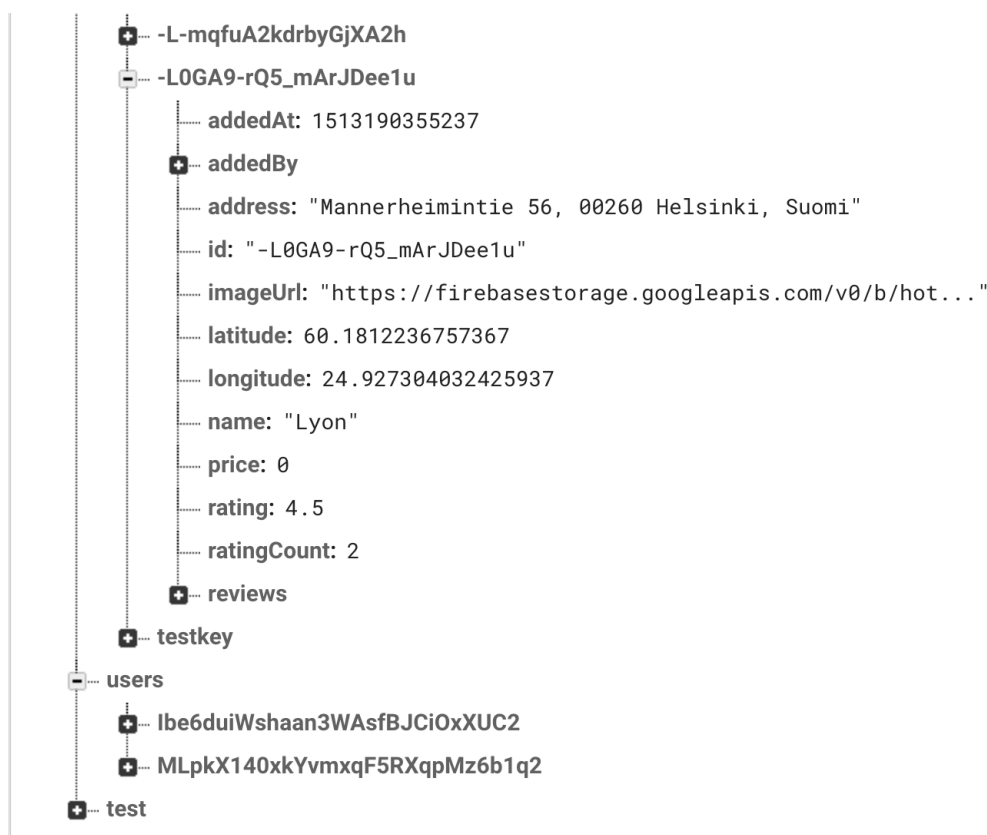 -L-mqfuA2kdrbyGjXA2h
-L0GA9-rQ5_mArJDee1u
addedAt: 1513190355237
addedBy
address: "Mannerheimintie 56, 00260 Helsinki, Suomi"
id: "-L0GA9-rQ5_mArJDee1u"
imageUrl: "https://firebasestorage.googleapis.com/v0/b/hot..."
latitude: 60.1812236757367
longitude: 24.927304032425937
name: "Lyon"
price: 0
rating: 4.5
ratingCount: 2
reviews
testkey
users
Ibe6duiWshaan3WAsfBJCiOxXUC2
MLpkX140xkYvmxqF5RXqpMz6b1q2
test